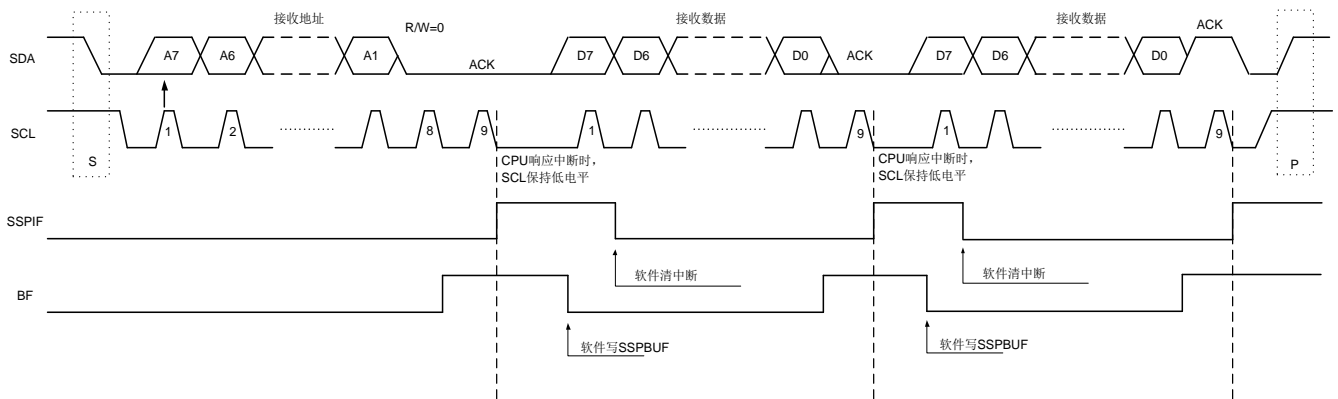 接收地址
R/W=0
接收数据
接收数据
ACK
SDA
A7
A6
A1
ACK
D7
D6
D0
ACK
D7
D6
D0
SCL
1
2
8
9
1
9
1
9
S
CPU响应中断时,
SCL保持低电平
CPU响应中断时,
SCL保持低电平
P
SSPIF
软件清中断
软件清中断
BF
软件写SSPBUF
软件写SSPBUF